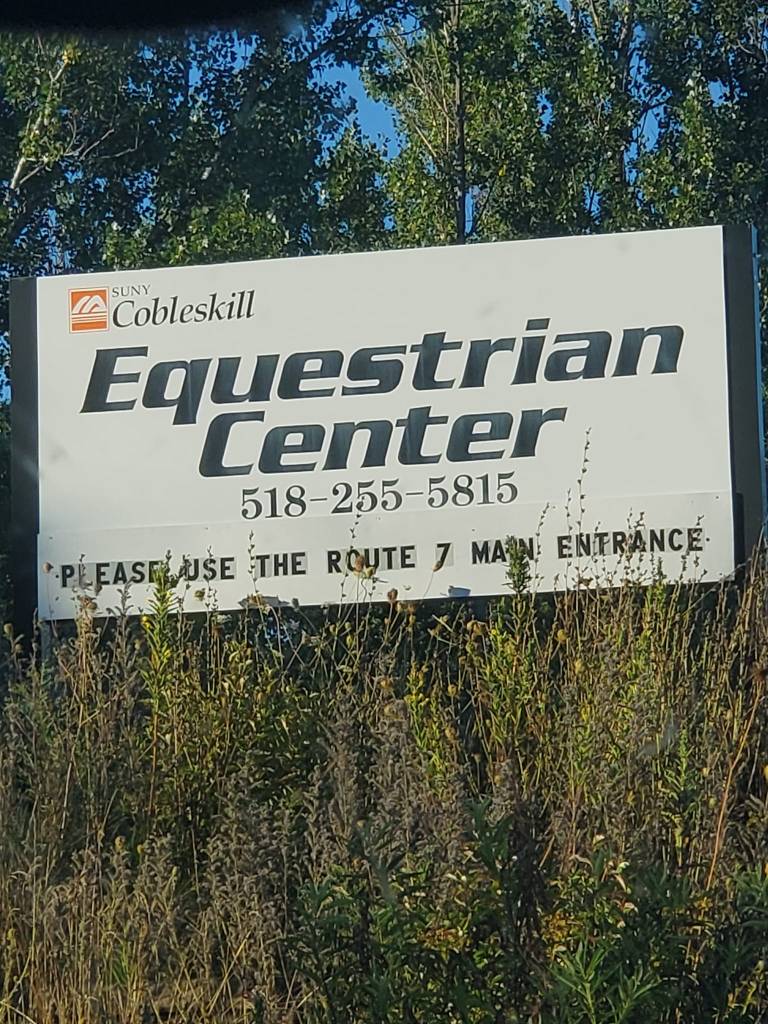 SUNY
Cobleskill
Equestrian
Center
518-255-5815
PLEASE USE THE ROUTE 7 MAIN ENTRANCE